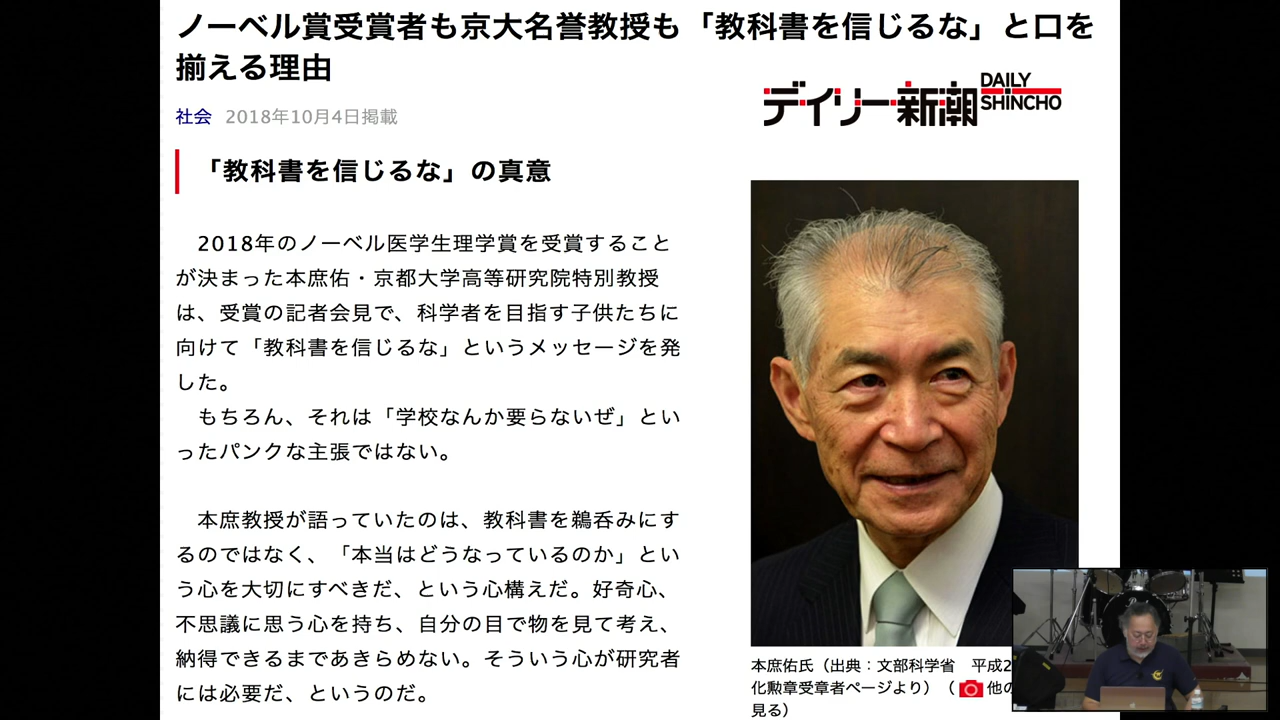 ノーベル賞受賞者も京大名誉教授も「教科書を信じるな」と口を
揃える理由
社会 2018年10月4日掲載
デイリー新潮
DAILY
SHINCHO
「教科書を信じるな」の真意
2018年のノーベル医学生理学賞を受賞すること
が決まった本庶佑・京都大学高等研究院特別教授
は、受賞の記者会見で、科学者を目指す子供たちに
向けて「教科書を信じるな」というメッセージを発
した。
もちろん、それは「学校なんか要らないぜ」とい
ったパンクな主張ではない。
本庶教授が語っていたのは、教科書を鵜呑みにす
るのではなく、「本当はどうなっているのか」とい
う心を大切にすべきだ、という心構えだ。好奇心、
不思議に思う心を持ち、自分の目で物を見て考え、
納得できるまであきらめない。そういう心が研究者
には必要だ、というのだ。
本庶佑氏（出典：文部科学省 平成2
化勲章受章者ページより）（ 他の
見る）